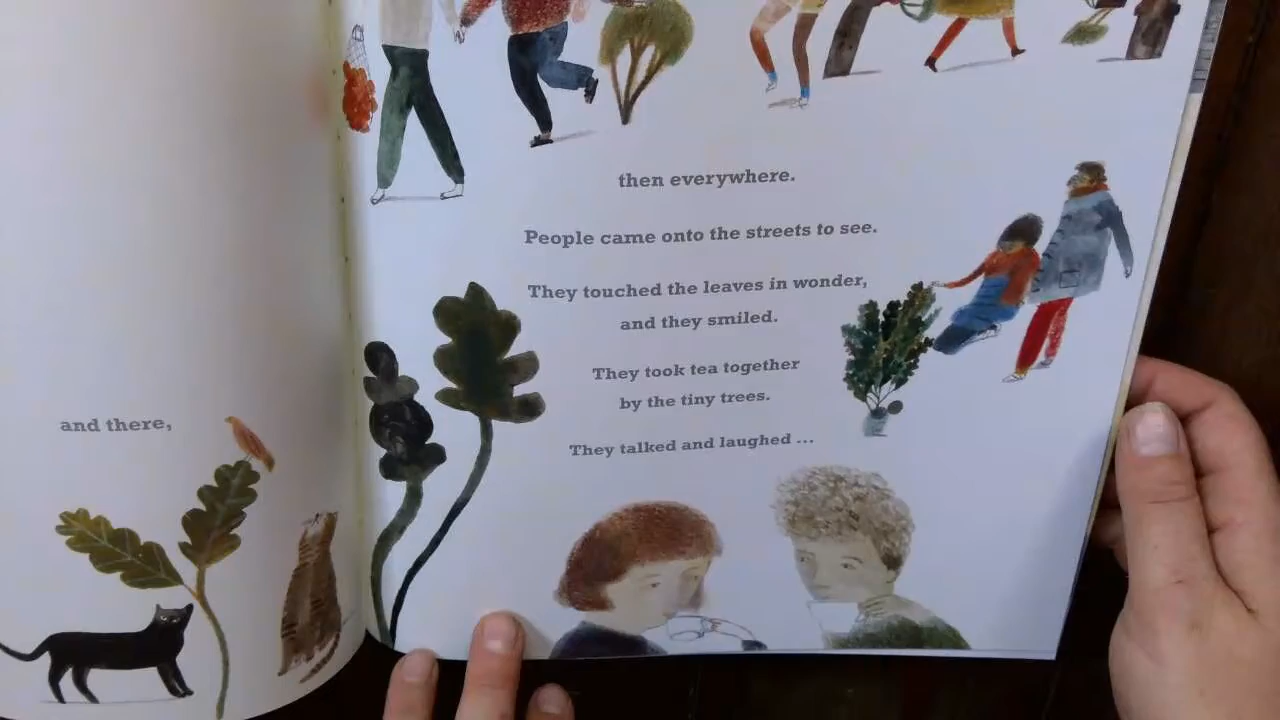 and there,
then everywhere.
People came onto the streets to see.
They touched the leaves in wonder,
and they smiled.
They took tea together
by the tiny trees.
They talked and laughed ...